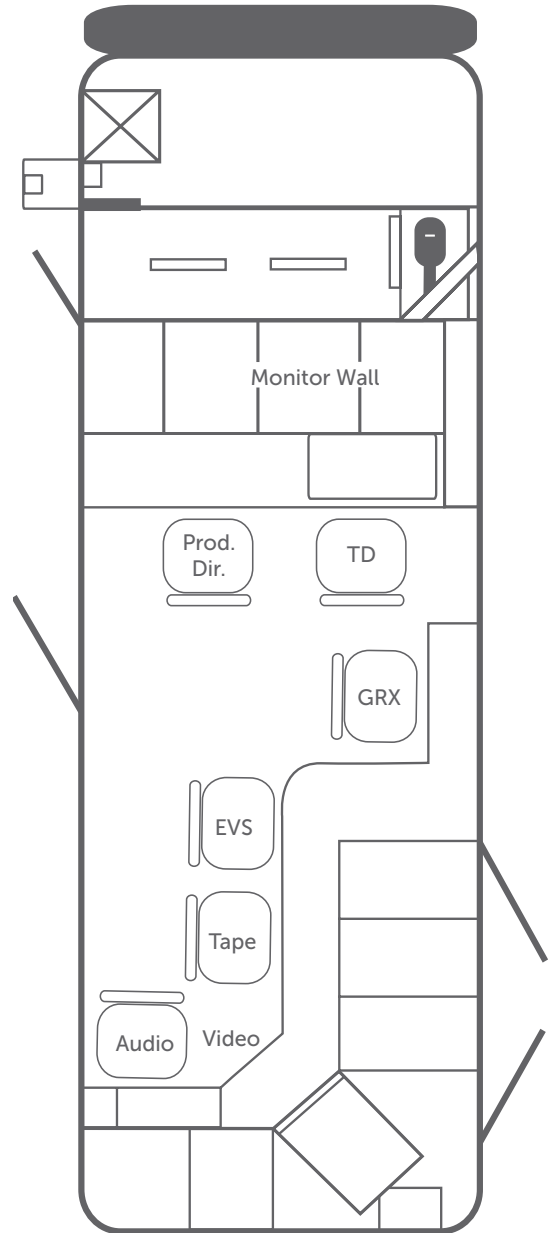 Monitor Wall
Prod.
Dir.
TD
GRX
EVS
Tape
Audio
Video